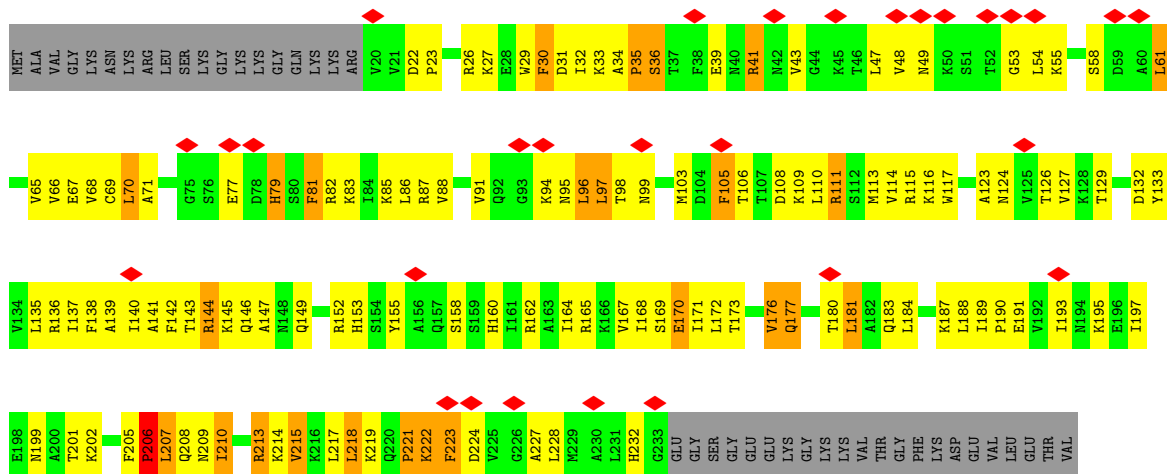 MET ALA VAL GLY LYS ASN LYS ARG LEU SER LYS GLY LYS LYS GLY GLN LYS LYS ARG V20 V21 D22 P23 R26 K27 E28 W29 F30 D31 I32 K33 A34 P35 S36 T37 F38 E39 N40 R41 N42 V43 G44 K45 T46 L47 V48 N49 K50 S51 T52 G53 L54 K55 S58 D59 A60 L61
V65 V66 E67 V68 C69 L70 A71 G75 S76 E77 D78 H79 S80 F81 R82 K83 I84 K85 L86 R87 V88 V91 Q92 G93 K94 N95 L96 L97 T98 N99 M103 D104 F105 T106 T107 D108 K109 L110 R111 S112 M113 V114 R115 K116 W117 A123 N124 V125 T126 V127 K128 T129 D132 Y133
V134 L135 R136 I137 F138 A139 I140 A141 F142 T143 R144 K145 Q146 A147 N148 Q149 R152 H153 S154 Y155 A156 Q157 S158 S159 H160 I161 R162 A163 I164 R165 K166 V167 I168 S169 E170 I171 L172 T173 V176 Q177 T180 L181 A182 Q183 L184 K187 L188 I189 P190 E191 V192 I193 N194 K195 E196 I197
E198 N199 A200 T201 K202 F205 P206 L207 Q208 N209 I210 R213 K214 V215 K216 L217 L218 K219 Q220 P221 K222 F223 D224 V225 G226 A227 L228 M229 A230 L231 H232 G233 GLU GLY SER GLY GLU GLU LYS GLY LYS LYS VAL THR GLY PHE LYS ASP GLU VAL LEU GLU THR VAL